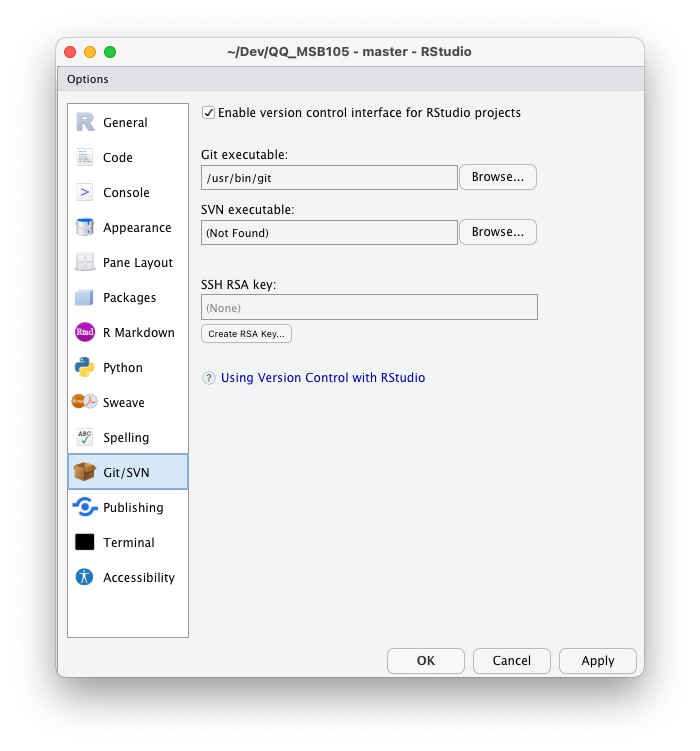 ~/Dev/QQ_MSB105 - master - RStudio
Options
General
Code
Console
Appearance
Pane Layout
Packages
Rmd R Markdown
Python
Sweave
ABC Spelling
Git/SVN
Publishing
Terminal
Accessibility
Enable version control interface for RStudio projects
Git executable:
/usr/bin/git Browse...
SVN executable:
(Not Found) Browse...
SSH RSA key:
(None)
Create RSA Key...
? Using Version Control with RStudio
OK Cancel Apply